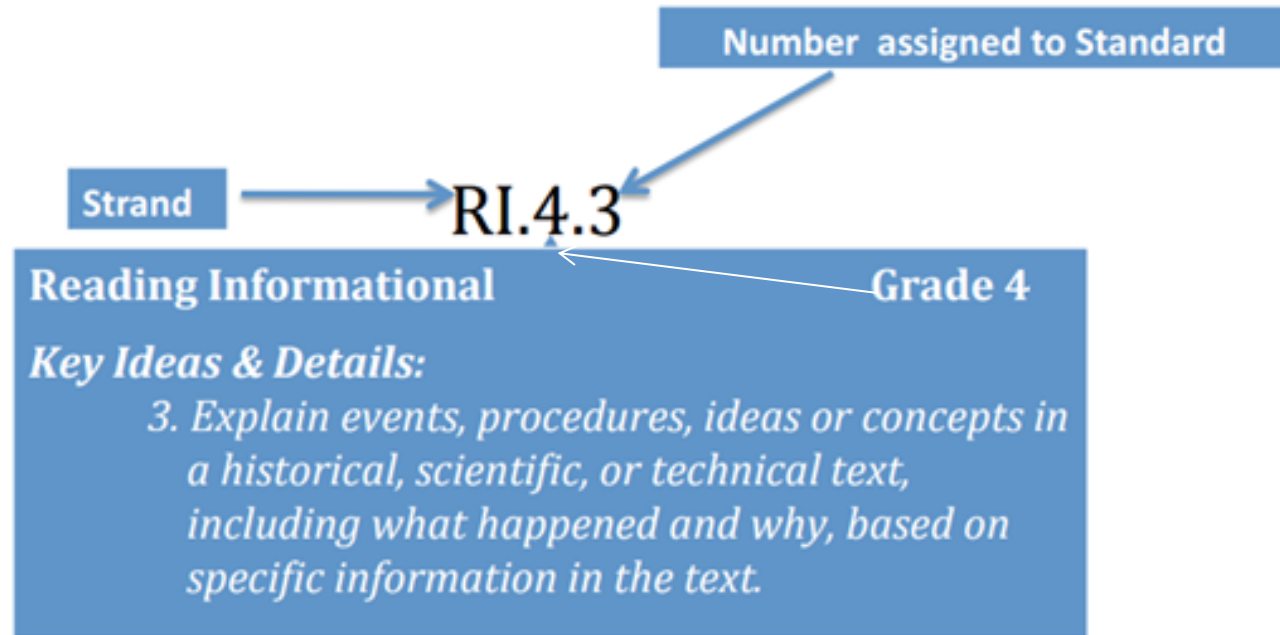 Number assigned to Standard
Strand
RI.4.3
Reading Informational Grade 4
Key Ideas & Details:
3. Explain events, procedures, ideas or concepts in
a historical, scientific, or technical text,
including what happened and why, based on
specific information in the text.